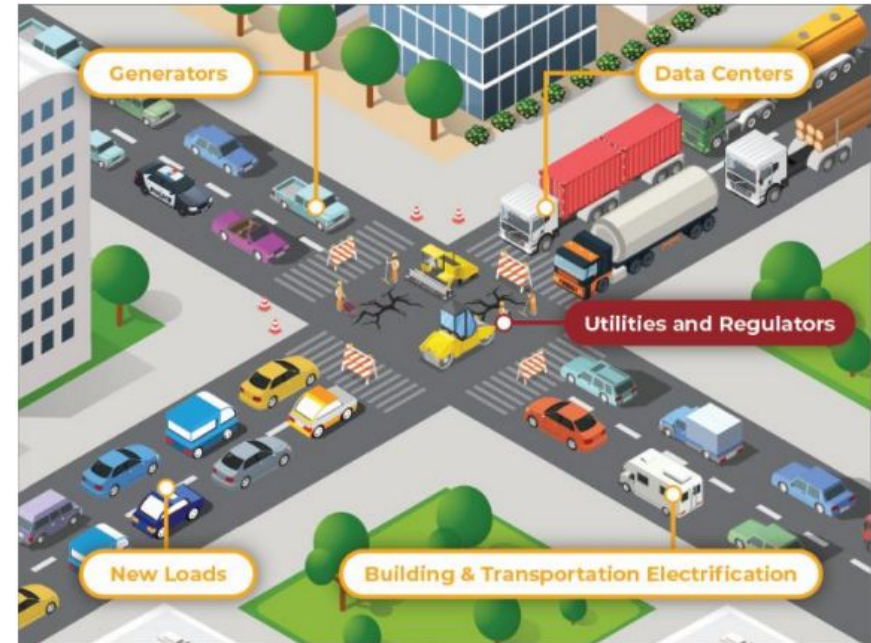 Generators
Data Centers
Utilities and Regulators
New Loads
Building & Transportation Electrification